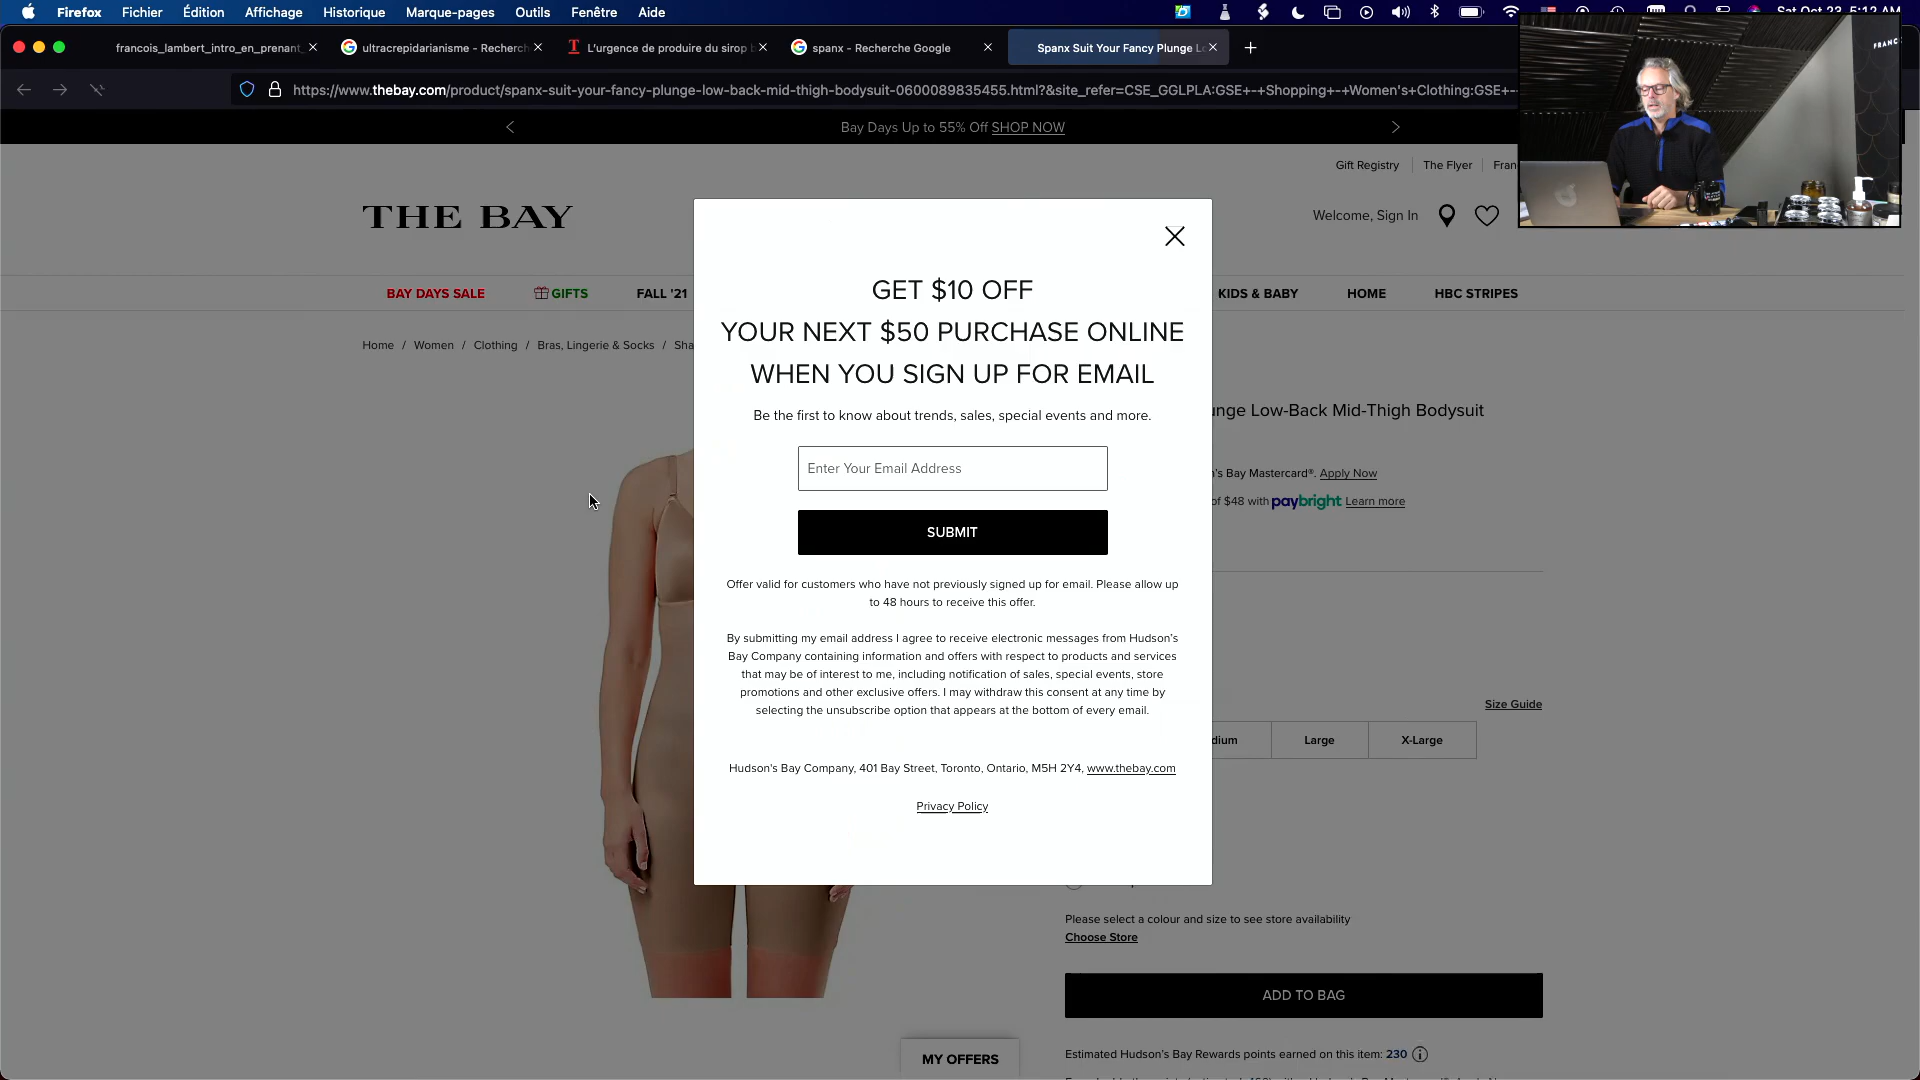 Firefox Fichier Édition Affichage Historique Marque-pages Outils Fenêtre Aide
Sat Oct 23 5:12 AM
francois_lambert_intro_en_prenant_
ultracrepidarianisme - Recherch
L'urgence de produire du sirop b
spanx - Recherche Google
Spanx Suit Your Fancy Plunge L
https://www.thebay.com/product/spanx-suit-your-fancy-plunge-low-back-mid-thigh-bodysuit-0600089835455.html?&site_refer=CSE_GGLPLA:GSE+-+Shopping+-+Women's+Clothing:GSE+-
FRANC
Bay Days Up to 55% Off SHOP NOW
Gift Registry The Flyer Fran
THE BAY
Welcome, Sign In
BAY DAYS SALE GIFTS FALL '21 KIDS & BABY HOME HBC STRIPES
Home / Women / Clothing / Bras, Lingerie & Socks / Sha
GET $10 OFF
YOUR NEXT $50 PURCHASE ONLINE
WHEN YOU SIGN UP FOR EMAIL
Be the first to know about trends, sales, special events and more.
Enter Your Email Address
SUBMIT
Offer valid for customers who have not previously signed up for email. Please allow up
to 48 hours to receive this offer.
By submitting my email address I agree to receive electronic messages from Hudson's
Bay Company containing information and offers with respect to products and services
that may be of interest to me, including notification of sales, special events, store
promotions and other exclusive offers. I may withdraw this consent at any time by
selecting the unsubscribe option that appears at the bottom of every email.
Hudson's Bay Company, 401 Bay Street, Toronto, Ontario, M5H 2Y4, www.thebay.com
Privacy Policy
unge Low-Back Mid-Thigh Bodysuit
n's Bay Mastercard®. Apply Now
of $48 with paybright Learn more
Size Guide
dium Large X-Large
Please select a colour and size to see store availability
Choose Store
ADD TO BAG
MY OFFERS
Estimated Hudson's Bay Rewards points earned on this item: 230